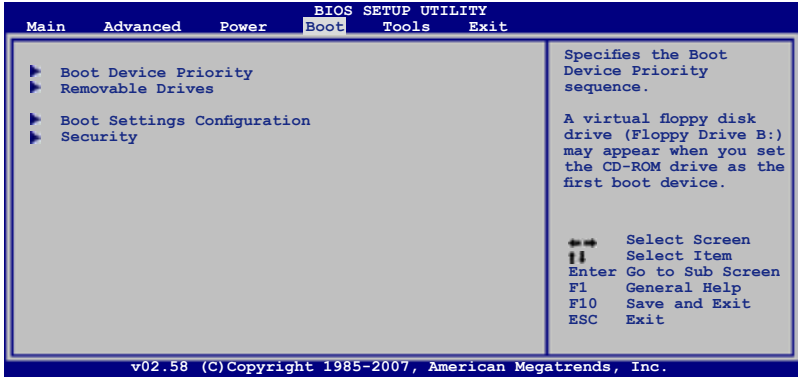 BIOS SETUP UTILITY
Main Advanced Power Boot Tools Exit
Boot Device Priority
Removable Drives
Boot Settings Configuration
Security
Specifies the Boot
Device Priority
sequence.
A virtual floppy disk
drive (Floppy Drive B:)
may appear when you set
the CD-ROM drive as the
first boot device.
Select Screen
Select Item
Enter Go to Sub Screen
F1 General Help
F10 Save and Exit
ESC Exit
v02.58 (C)Copyright 1985-2007, American Megatrends, Inc.